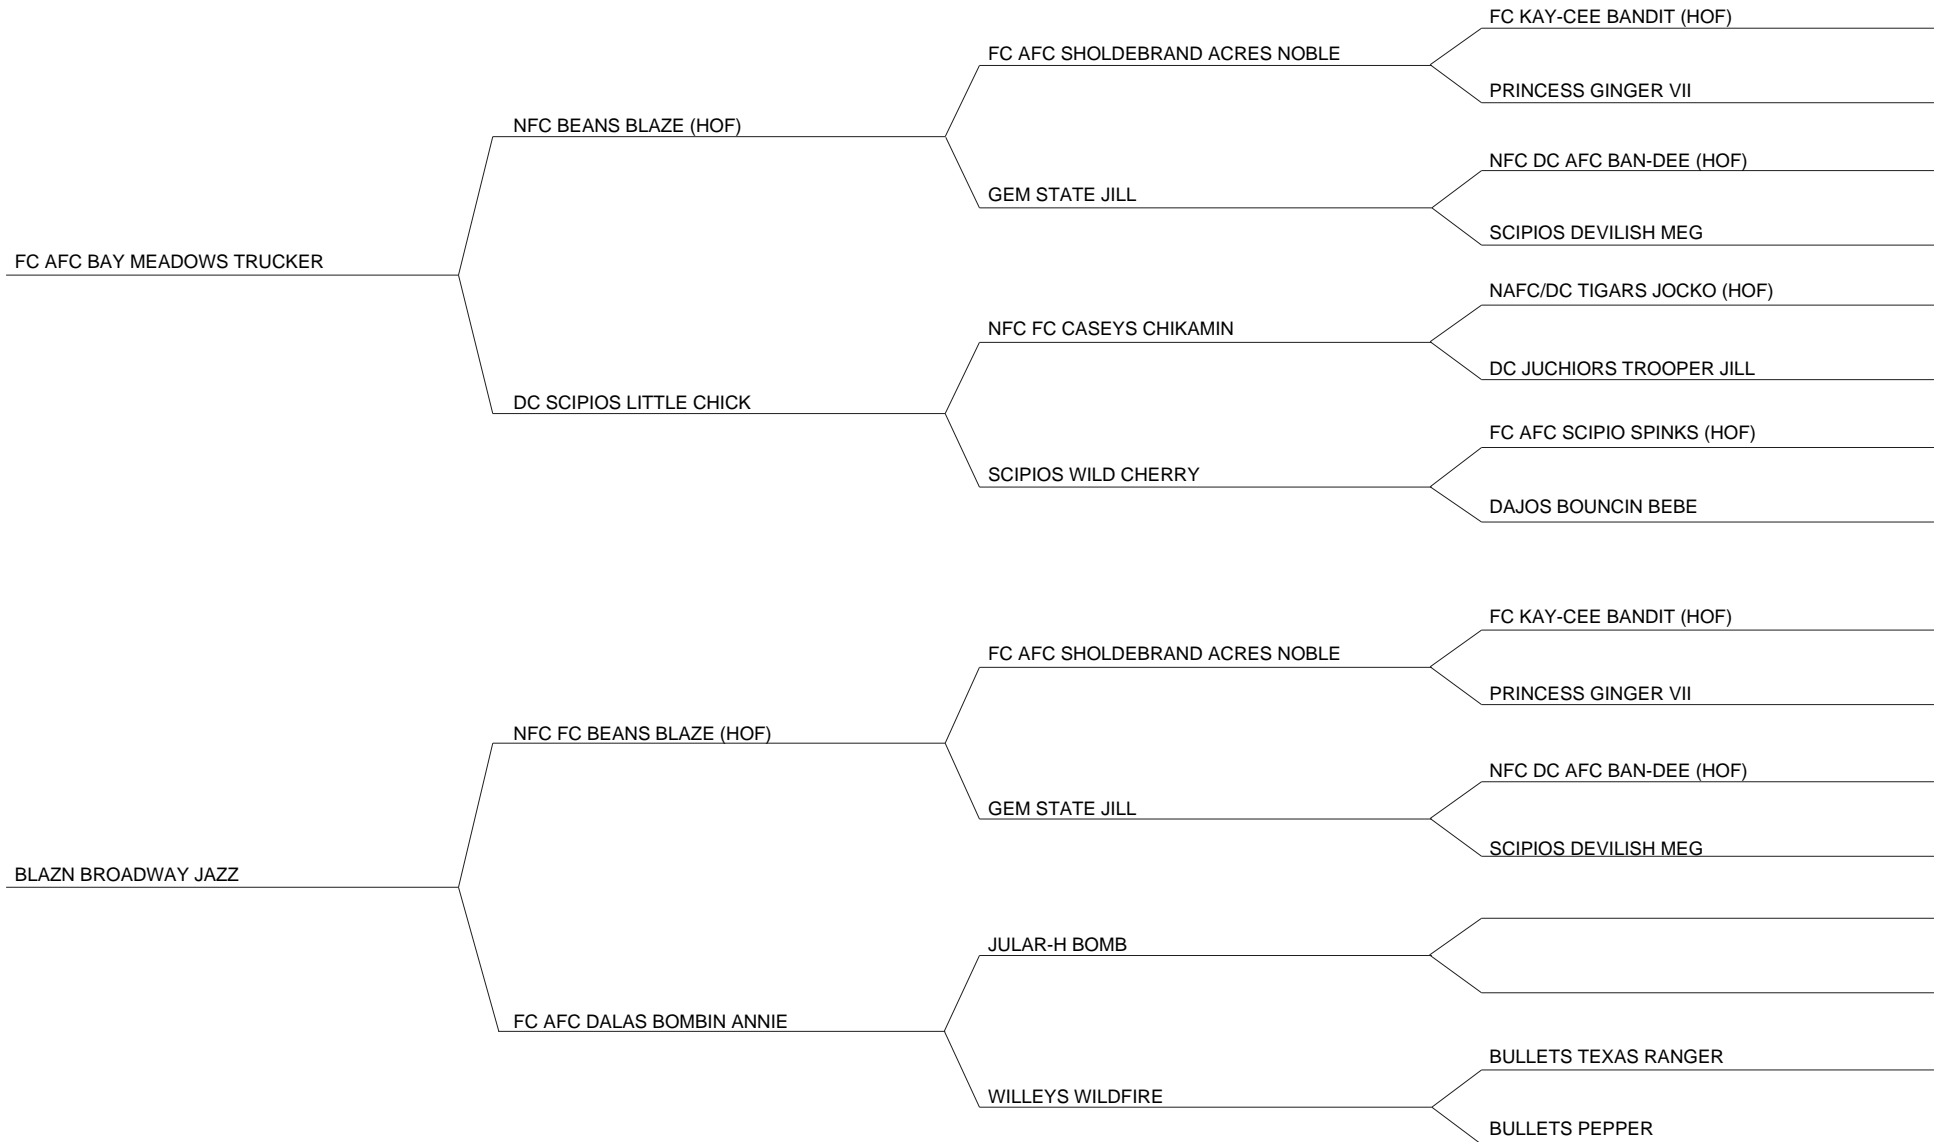 FC KAY-CEE BANDIT (HOF)
FC AFC SHOLDEBRAND ACRES NOBLE
PRINCESS GINGER VII
NFC BEANS BLAZE (HOF)
NFC DC AFC BAN-DEE (HOF)
GEM STATE JILL
SCIPIOS DEVILISH MEG
FC AFC BAY MEADOWS TRUCKER
NAFC/DC TIGARS JOCKO (HOF)
NFC FC CASEYS CHIKAMIN
DC JUCHIORS TROOPER JILL
DC SCIPIOS LITTLE CHICK
FC AFC SCIPIO SPINKS (HOF)
SCIPIOS WILD CHERRY
DAJOS BOUNCIN BEBE
FC KAY-CEE BANDIT (HOF)
FC AFC SHOLDEBRAND ACRES NOBLE
PRINCESS GINGER VII
NFC FC BEANS BLAZE (HOF)
NFC DC AFC BAN-DEE (HOF)
GEM STATE JILL
SCIPIOS DEVILISH MEG
BLAZN BROADWAY JAZZ
JULAR-H BOMB
FC AFC DALAS BOMBIN ANNIE
BULLETS TEXAS RANGER
WILLEYS WILDFIRE
BULLETS PEPPER